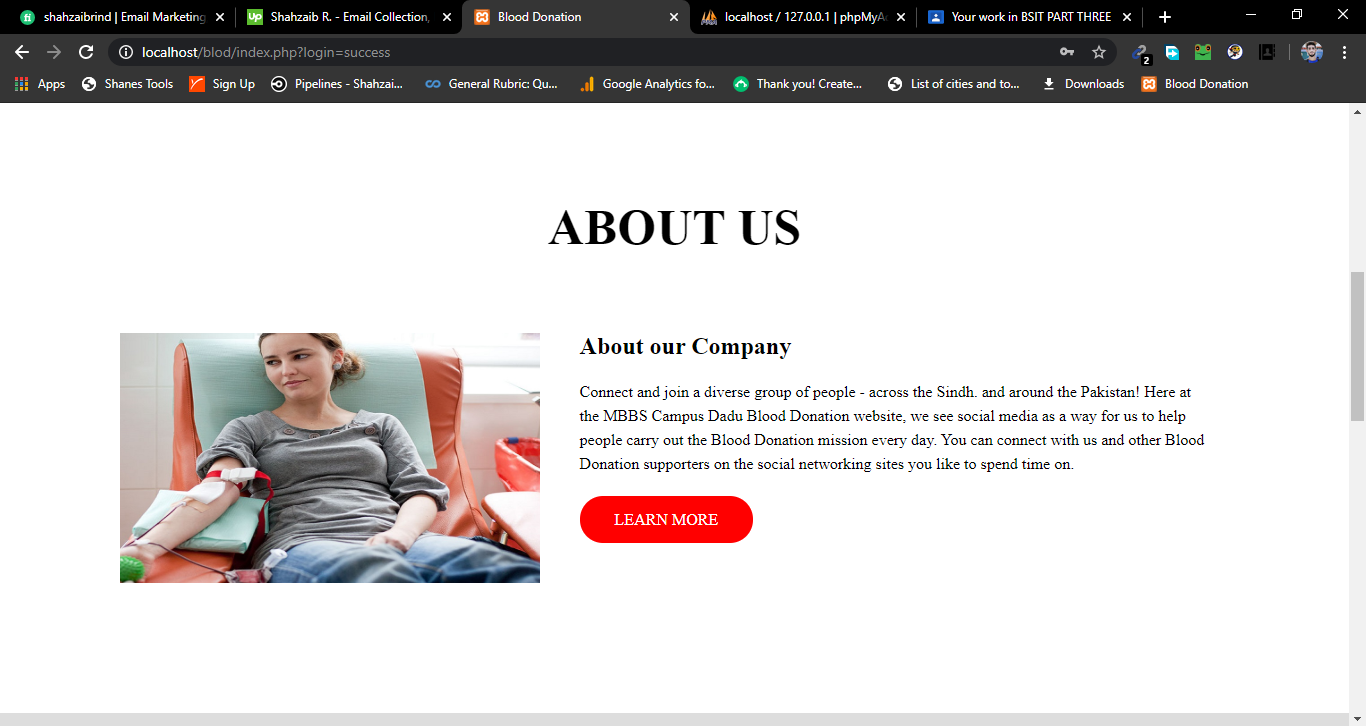 shahzaibrind | Email Marketing
Shahzaib R. - Email Collection,
Blood Donation
localhost / 127.0.0.1 | phpMyA
Your work in BSIT PART THREE
localhost/blod/index.php?login=success
2
Apps
Shanes Tools
Sign Up
Pipelines - Shahzai...
General Rubric: Qu...
Google Analytics fo...
Thank you! Create...
List of cities and to...
Downloads
Blood Donation
ABOUT US
About our Company
Connect and join a diverse group of people - across the Sindh. and around the Pakistan! Here at
the MBBS Campus Dadu Blood Donation website, we see social media as a way for us to help
people carry out the Blood Donation mission every day. You can connect with us and other Blood
Donation supporters on the social networking sites you like to spend time on.
LEARN MORE